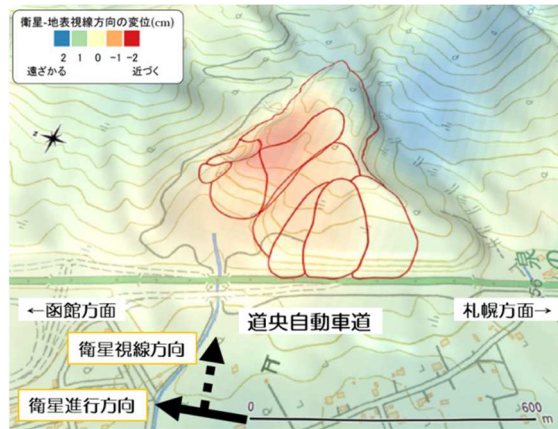 衛星-地表視線方向の変位(cm)
2 1 0 -1 -2
遠ざかる 近づく
泉
56
←函館方面
道央自動車道
札幌方面→
衛星視線方向
衛星進行方向
0 600
m